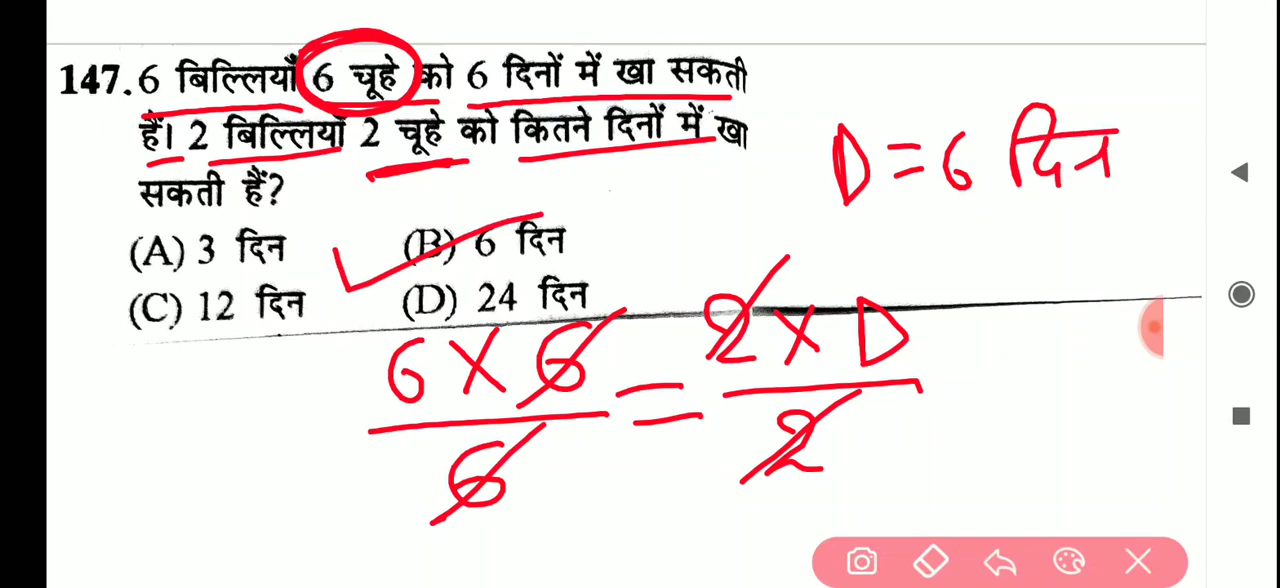 147. 6 बिल्लियाँ 6 चूहे को 6 दिनों में खा सकती
हैं। 2 बिल्लियाँ 2 चूहे को कितने दिनों में खा
सकती हैं?
(A) 3 दिन (B) 6 दिन
(C) 12 दिन (D) 24 दिन
D = 6 दिन
6 × 6 = 2 × D
6 2